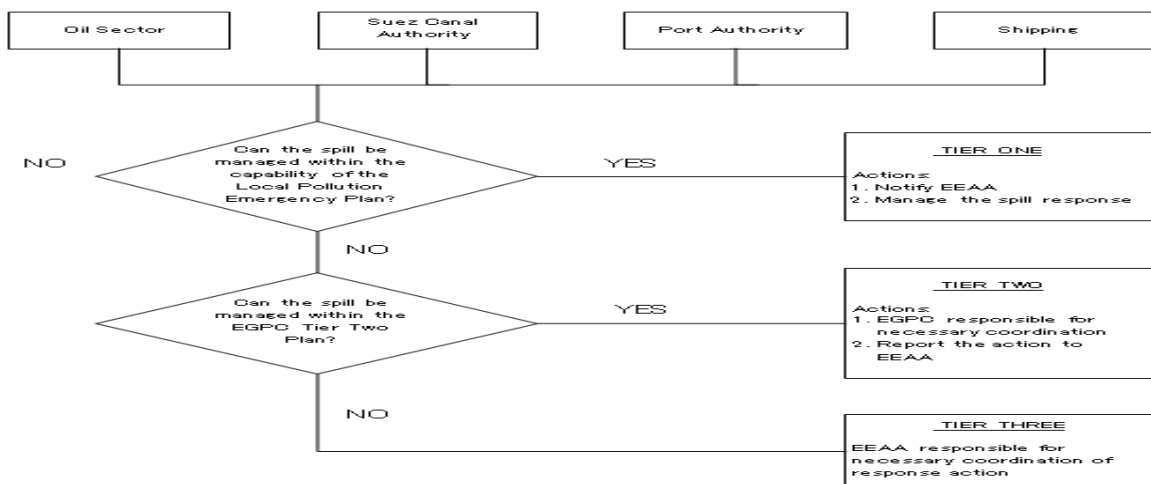 Oil Sector
Suez Canal
Authority
Port Authority
Shipping
NO
Can the spill be
managed within the
capability of the
Local Pollution
Emergency Plan?
YES
TIER ONE
Actions:
1. Notify EEAA
2. Manage the spill response
NO
Can the spill be
managed within the
EGPC Tier Two
Plan?
YES
TIER TWO
Actions:
1. EGPC responsible for
necessary coordination
2. Report the action to
EEAA
NO
TIER THREE
EEAA responsible for
necessary coordination of
response action